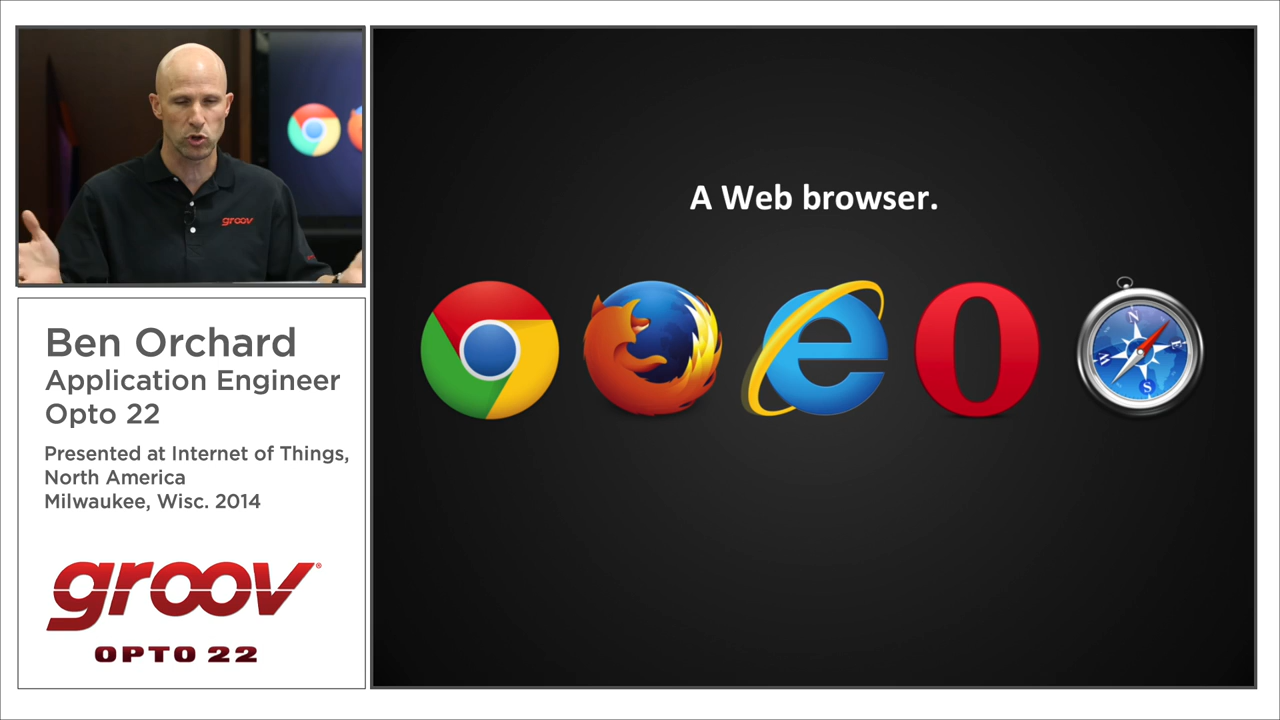 groov
Ben Orchard
Application Engineer
Opto 22
Presented at Internet of Things,
North America
Milwaukee, Wisc. 2014
groov®
OPTO 22
A Web browser.
N
E
S
W